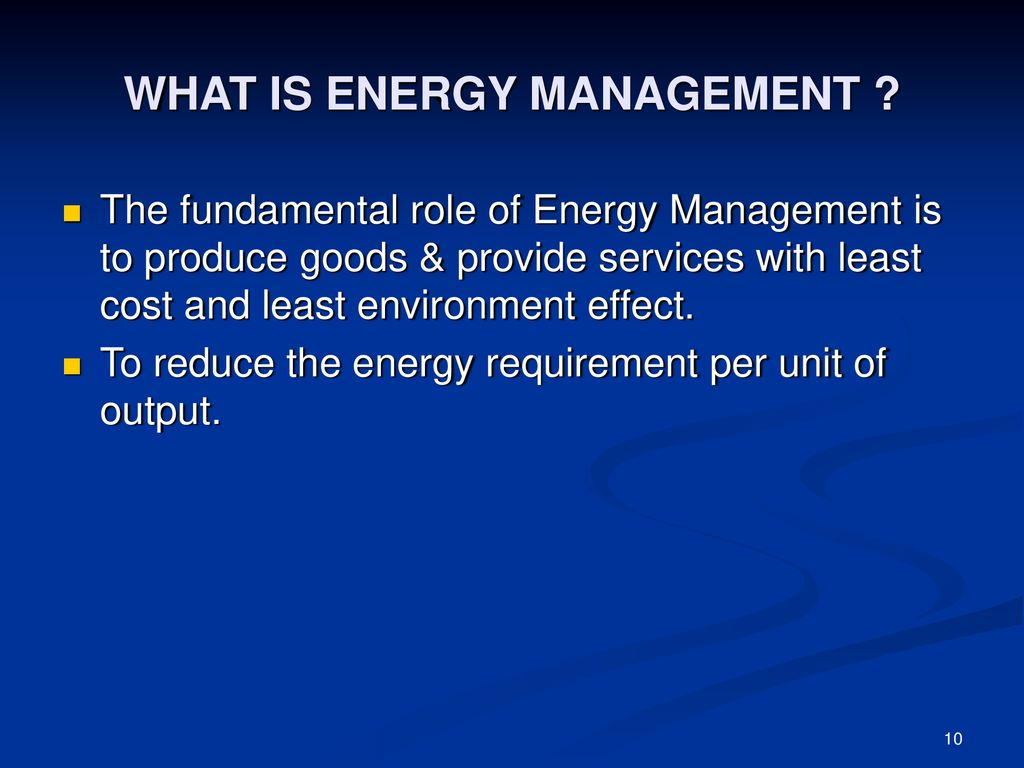 WHAT IS ENERGY MANAGEMENT ?
The fundamental role of Energy Management is
to produce goods & provide services with least
cost and least environment effect.
To reduce the energy requirement per unit of
output.
10